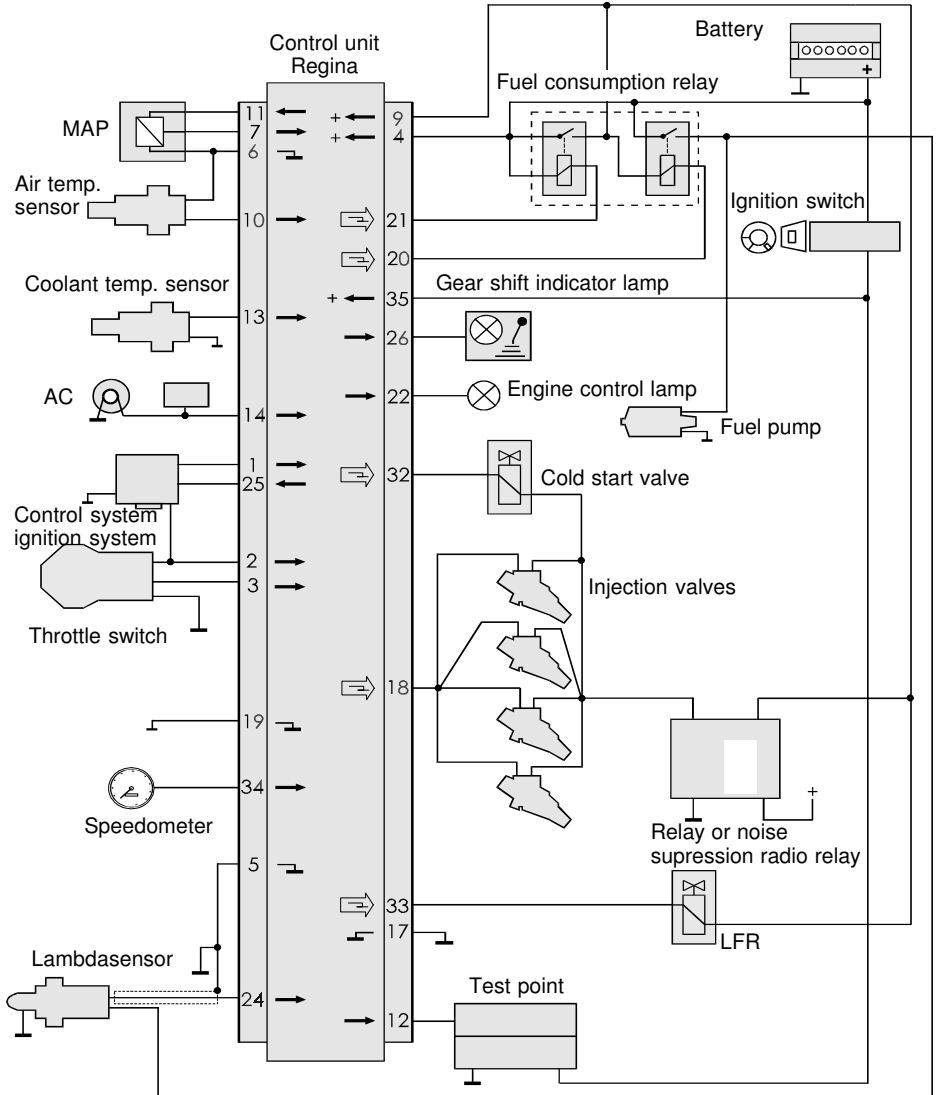 Control unit
Regina
Battery
Fuel consumption relay
MAP
11
7
6
+
9
+
4
+
Air temp.
sensor
10
21
20
Ignition switch
Coolant temp. sensor
13
+
35
Gear shift indicator lamp
26
AC
14
22
Engine control lamp
Fuel pump
1
25
32
Cold start valve
Control system
ignition system
2
3
Injection valves
Throttle switch
18
19
34
+
Speedometer
Relay or noise
supression radio relay
5
33
17
LFR
Lambdasensor
24
Test point
12